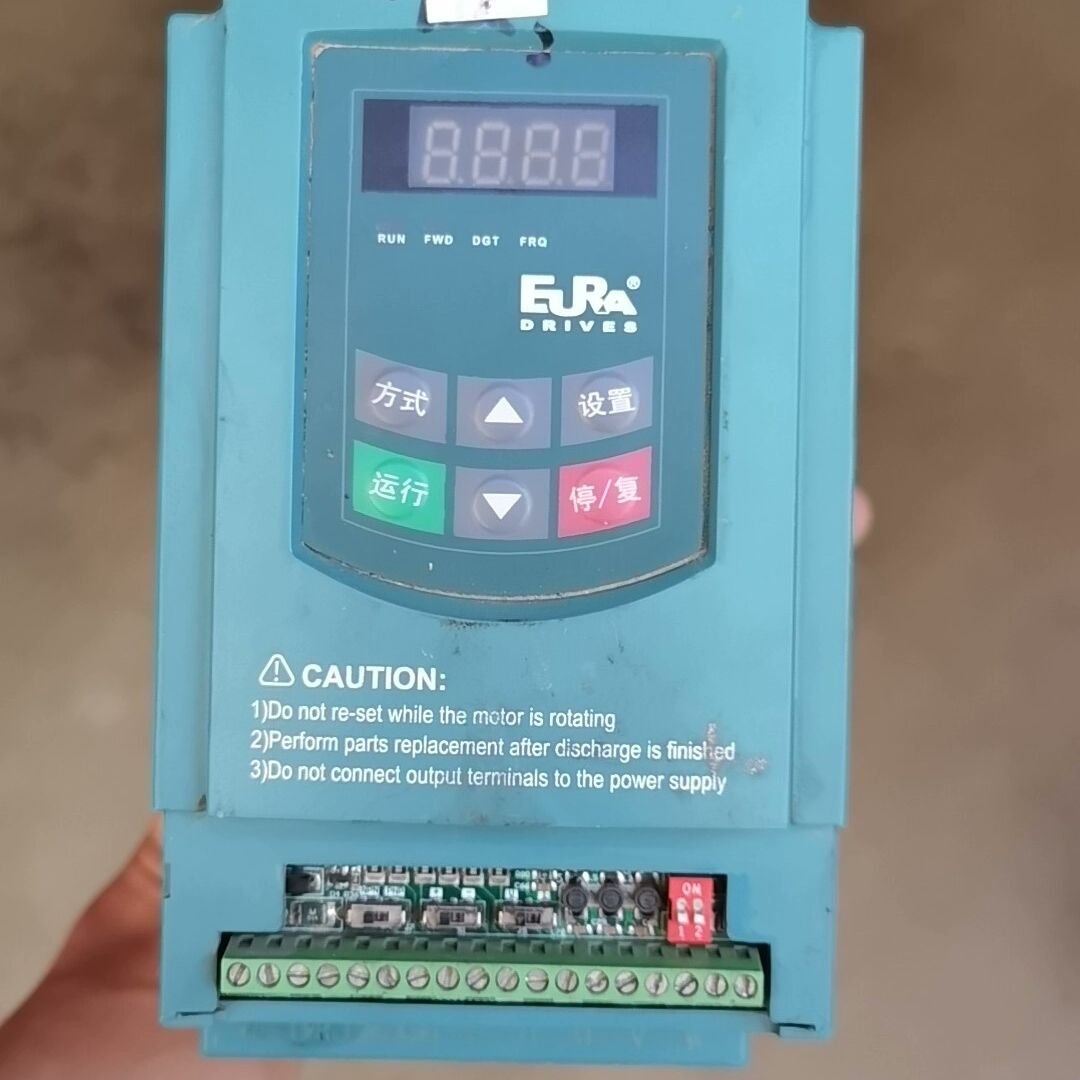 8.8.8.8
RUN FWD DGT FRQ
EURA®
DRIVES
方式 设置
运行 停/复
CAUTION:
1)Do not re-set while the motor is rotating
2)Perform parts replacement after discharge is finished
3)Do not connect output terminals to the power supply
ON
1 2